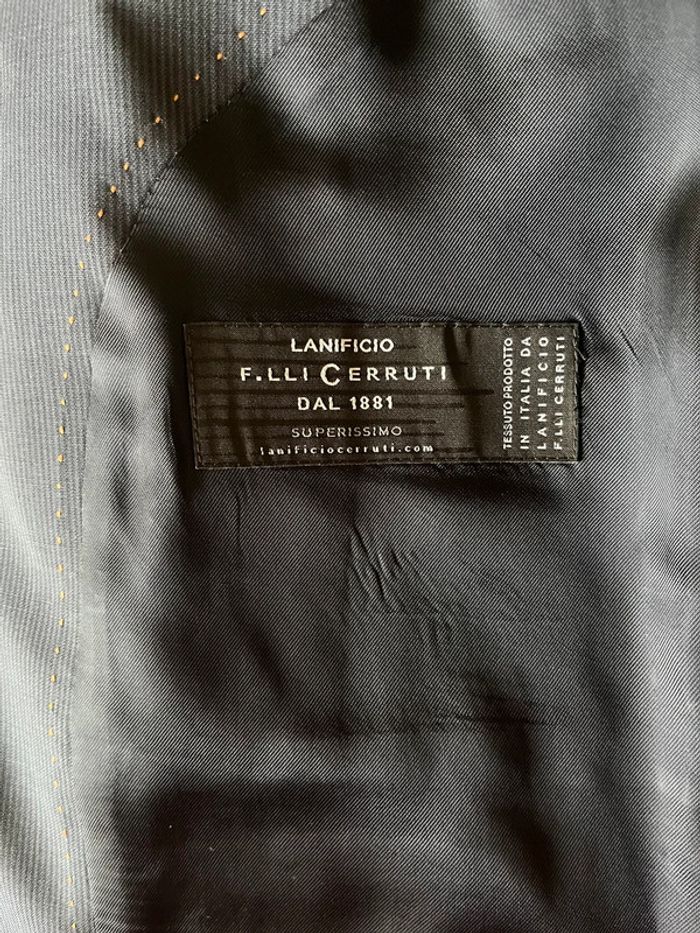 LANIFICIO
F.LLI CERRUTI
DAL 1881
SUPERISSIMO
lanificiocerruti.com
TESSUTO PRODOTTO
IN ITALIA DA
LANIFICIO
F.LLI CERRUTI